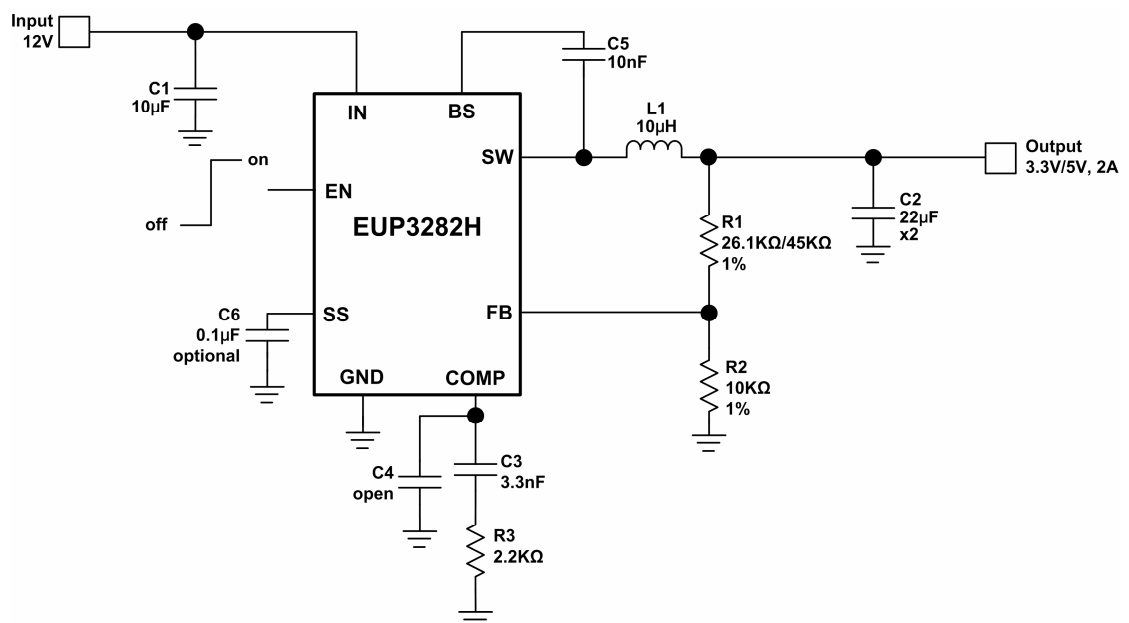 Input
12V
C1
10µF
IN
BS
C5
10nF
L1
10µH
SW
Output
3.3V/5V, 2A
on
off
EN
EUP3282H
C2
22µF
x2
R1
26.1KΩ/45KΩ
1%
C6
0.1µF
optional
SS
FB
GND
COMP
R2
10KΩ
1%
C4
open
C3
3.3nF
R3
2.2KΩ